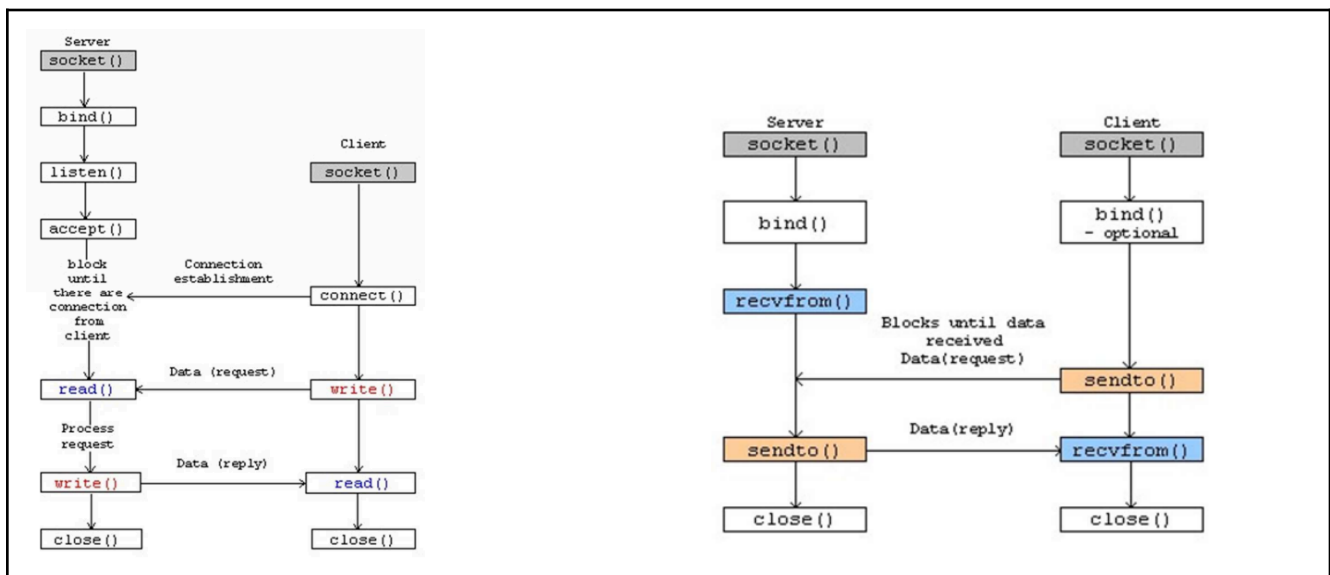 Server
socket()
bind()
listen()
accept()
block
until
there are
connection
from
client
read()
Process
request
write()
close()
Connection
establishment
Data (request)
Data (reply)
Client
socket()
connect()
write()
read()
close()
Server
socket()
bind()
recvfrom()
sendto()
close()
Blocks until data
received
Data(request)
Data(reply)
Client
socket()
bind()
- optional
sendto()
recvfrom()
close()